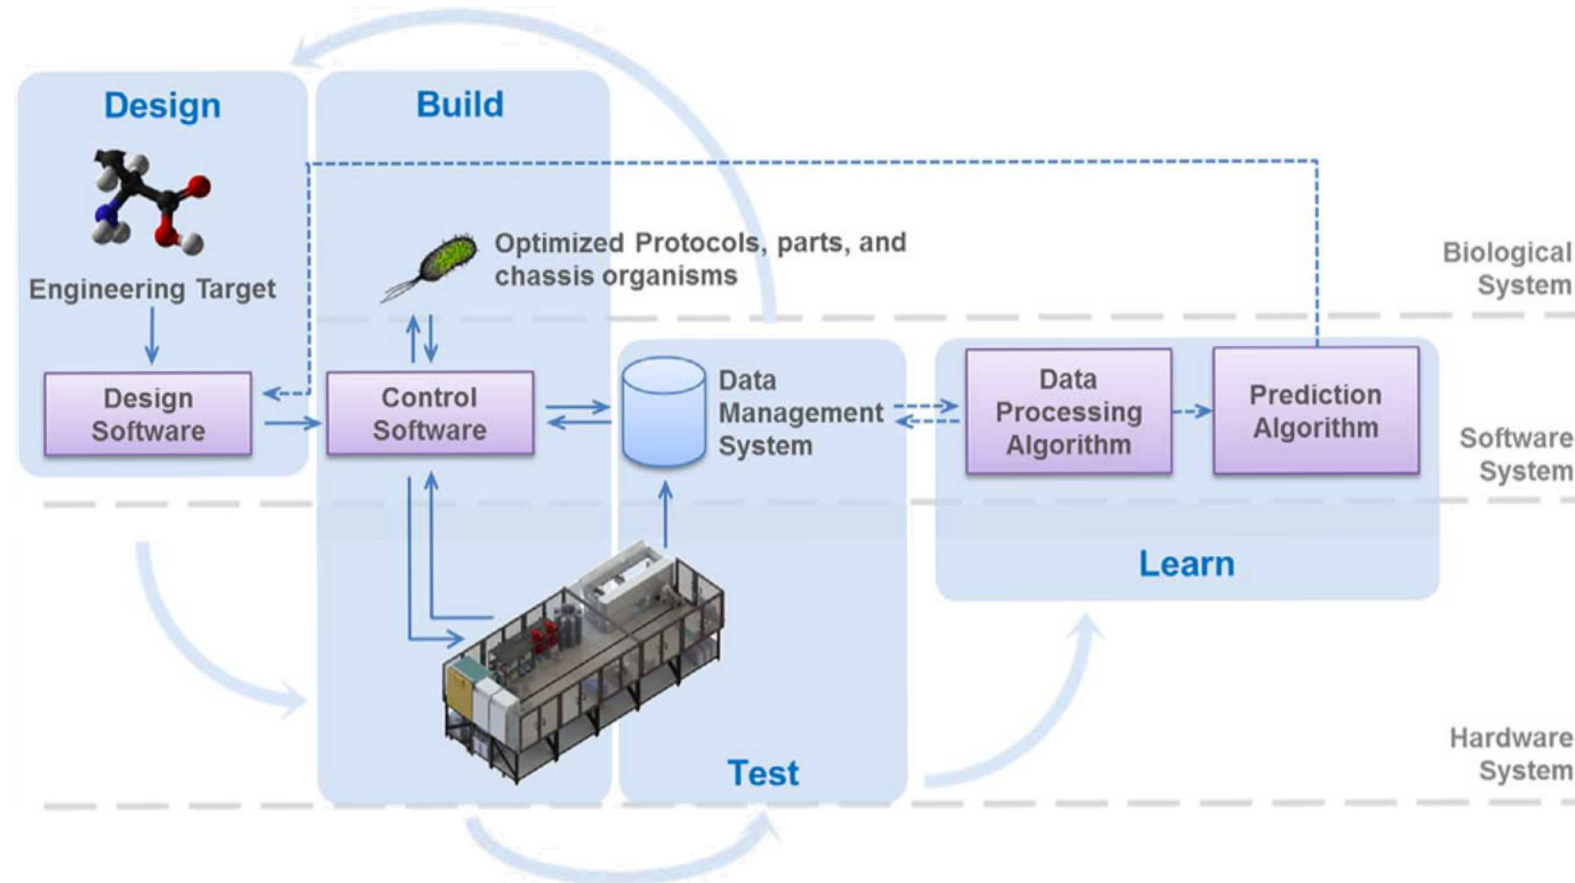 Design
Build
Engineering Target
Optimized Protocols, parts, and
chassis organisms
Biological
System
Design
Software
Control
Software
Data
Management
System
Data
Processing
Algorithm
Prediction
Algorithm
Software
System
Learn
Test
Hardware
System